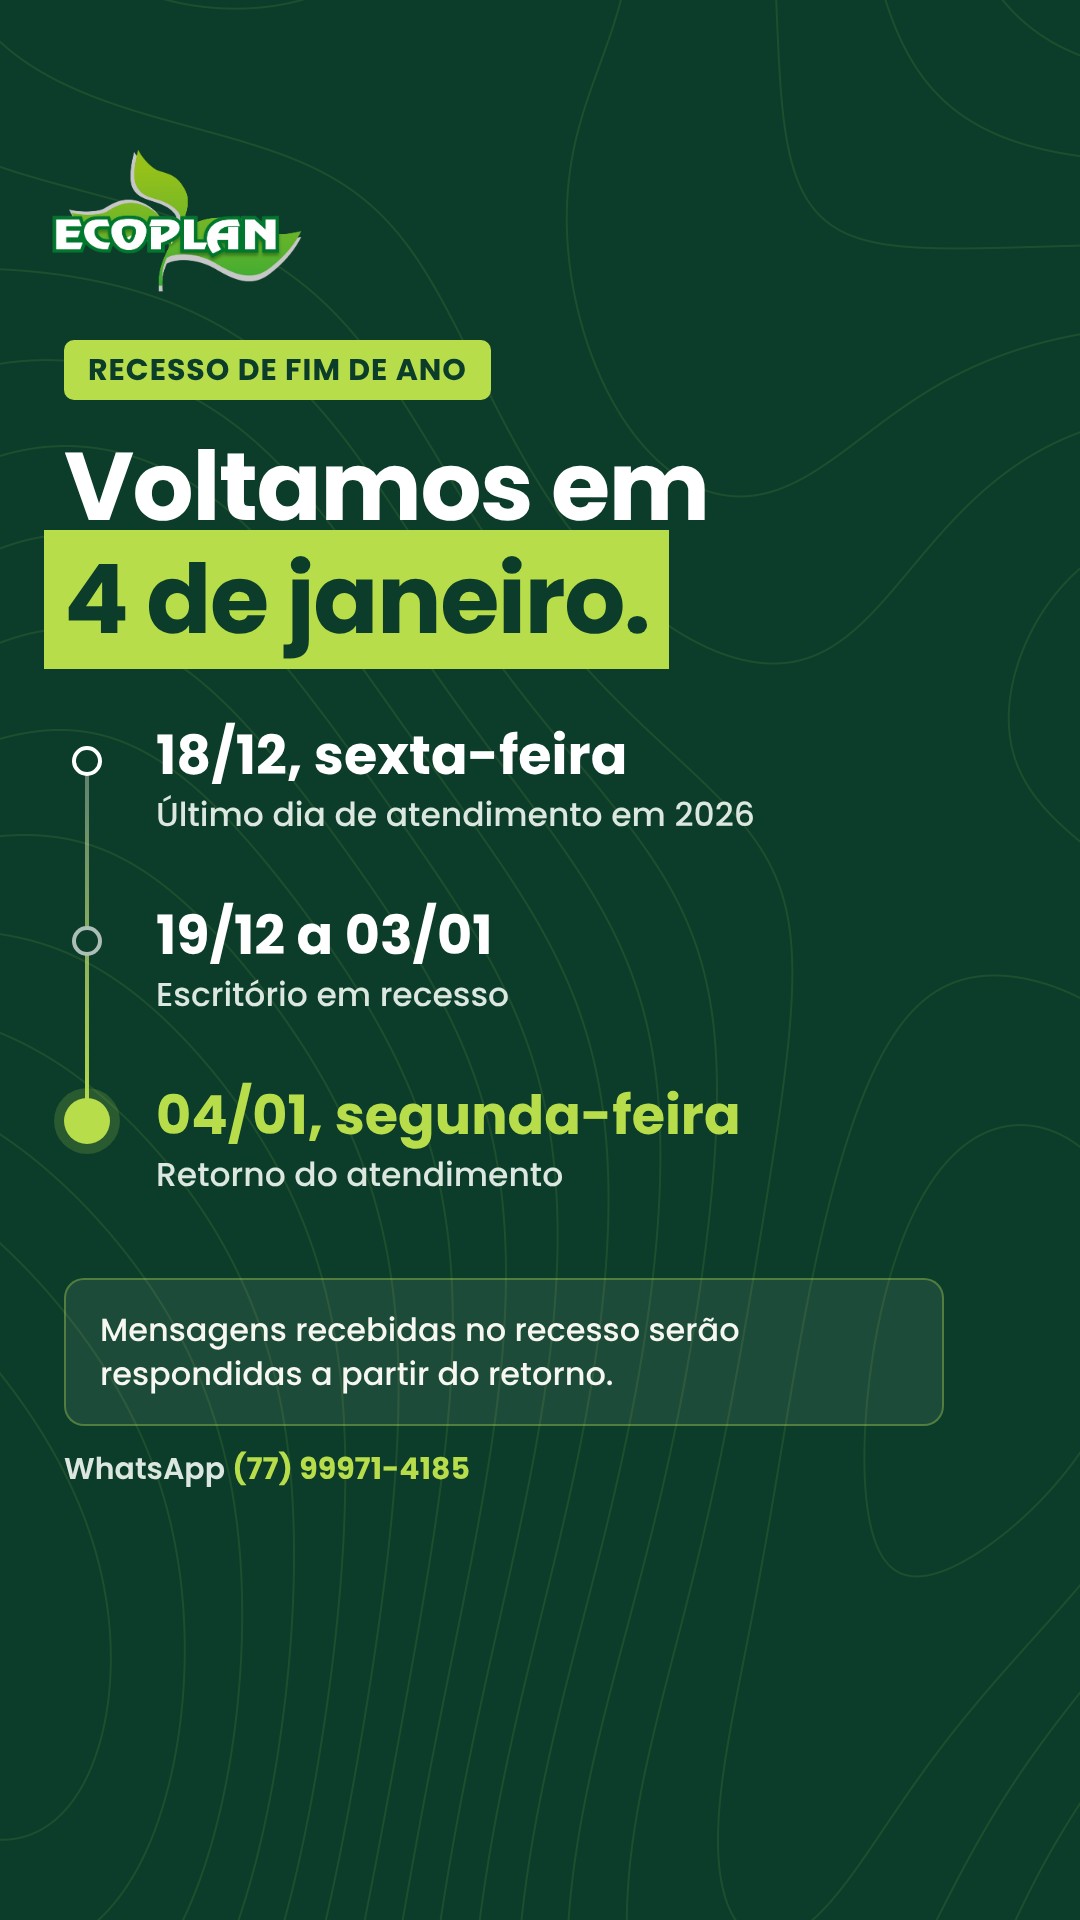 ECOPLAN
RECESSO DE FIM DE ANO
Voltamos em
4 de janeiro.
18/12, sexta-feira
Último dia de atendimento em 2026
19/12 a 03/01
Escritório em recesso
04/01, segunda-feira
Retorno do atendimento
Mensagens recebidas no recesso serão
respondidas a partir do retorno.
WhatsApp (77) 99971-4185